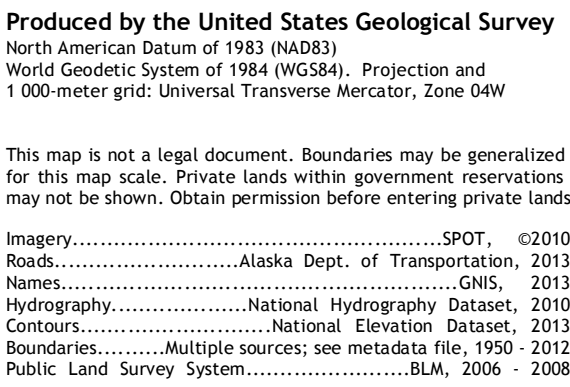 Produced by the United States Geological Survey
North American Datum of 1983 (NAD83)
World Geodetic System of 1984 (WGS84).  Projection and
1 000-meter grid: Universal Transverse Mercator, Zone 04W
This map is not a legal document. Boundaries may be generalized
for this map scale. Private lands within government reservations
may not be shown. Obtain permission before entering private lands
Imagery.....................................................SPOT, ©2010
Roads..........................Alaska Dept. of Transportation, 2013
Names.......................................................GNIS, 2013
Hydrography...................National Hydrography Dataset, 2010
Contours...........................National Elevation Dataset, 2013
Boundaries..........Multiple sources; see metadata file, 1950 - 2012
Public Land Survey System.......................BLM, 2006 - 2008